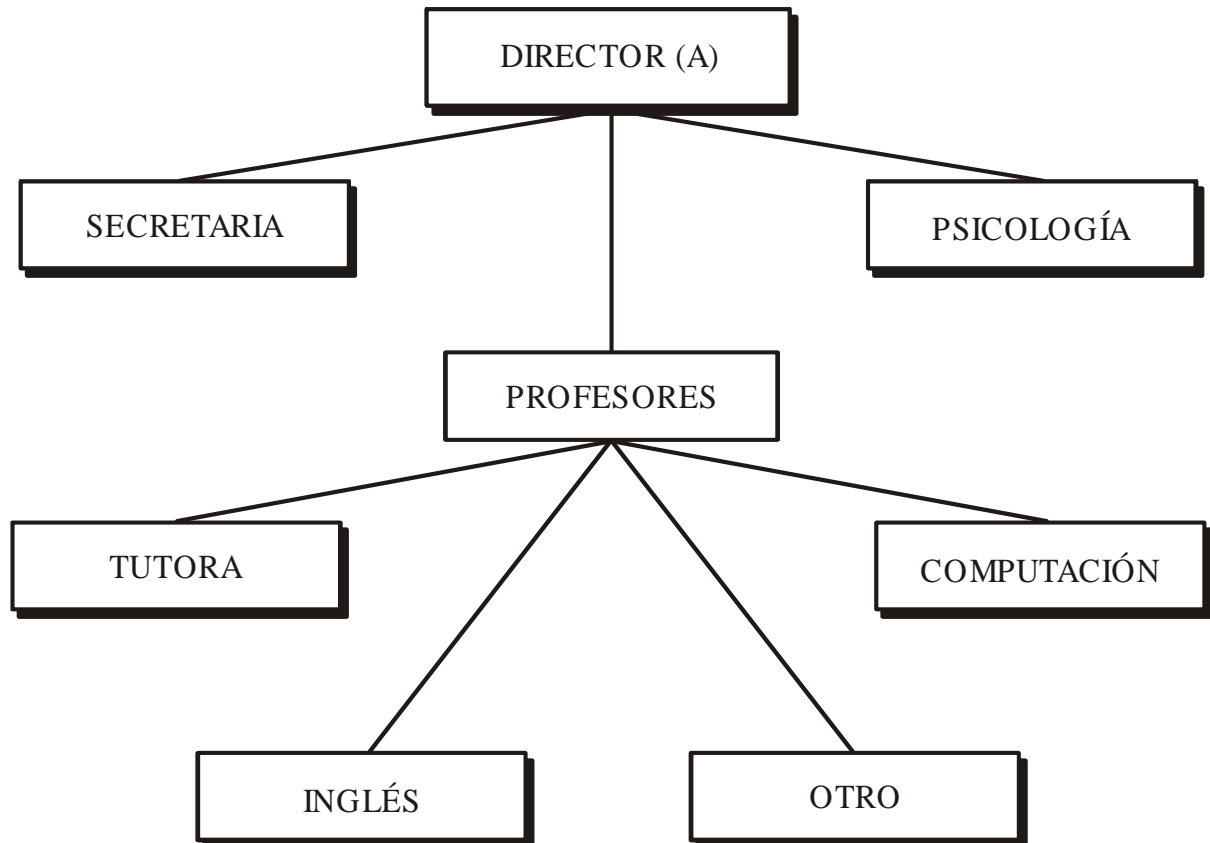 DIRECTOR (A)
SECRETARIA
PSICOLOGÍA
PROFESORES
TUTORA
COMPUTACIÓN
INGLÉS
OTRO